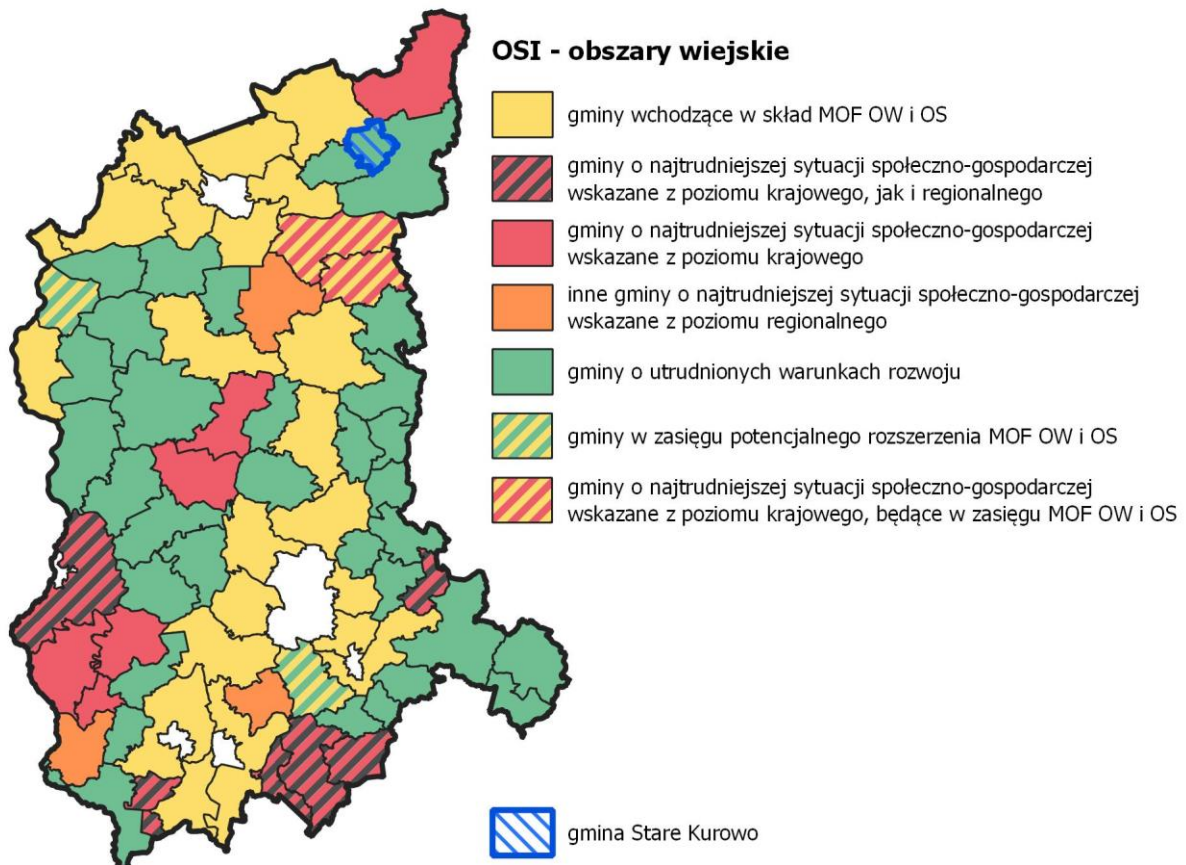 OSI - obszary wiejskie
gminy wchodzące w skład MOF OW i OS
gminy o najtrudniejszej sytuacji społeczno-gospodarczej
wskazane z poziomu krajowego, jak i regionalnego
gminy o najtrudniejszej sytuacji społeczno-gospodarczej
wskazane z poziomu krajowego
inne gminy o najtrudniejszej sytuacji społeczno-gospodarczej
wskazane z poziomu regionalnego
gminy o utrudnionych warunkach rozwoju
gminy w zasięgu potencjalnego rozszerzenia MOF OW i OS
gminy o najtrudniejszej sytuacji społeczno-gospodarczej
wskazane z poziomu krajowego, będące w zasięgu MOF OW i OS
gmina Stare Kurowo